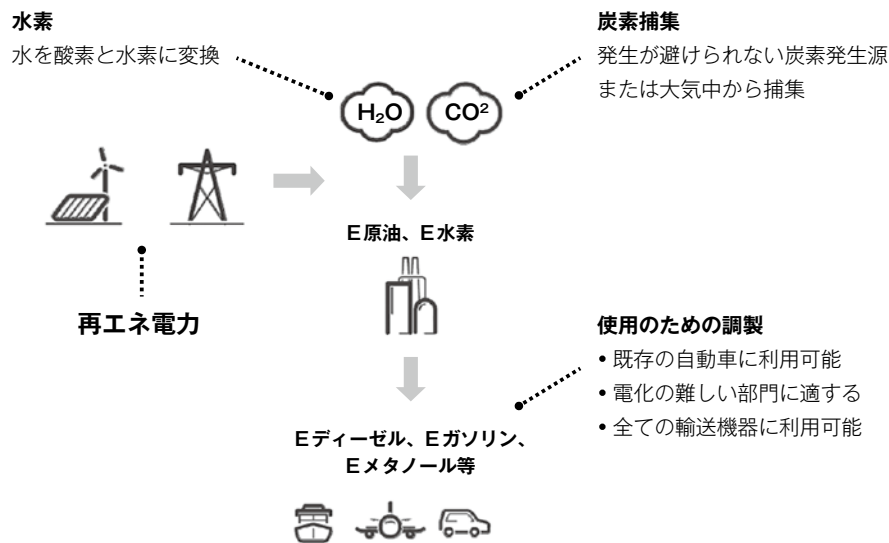 水素
水を酸素と水素に変換
炭素捕集
発生が避けられない炭素発生源
または大気中から捕集
H₂O
CO²
E原油、E水素
再エネ電力
使用のための調製
• 既存の自動車に利用可能
• 電化の難しい部門に適する
• 全ての輸送機器に利用可能
Eディーゼル、Eガソリン、
Eメタノール等